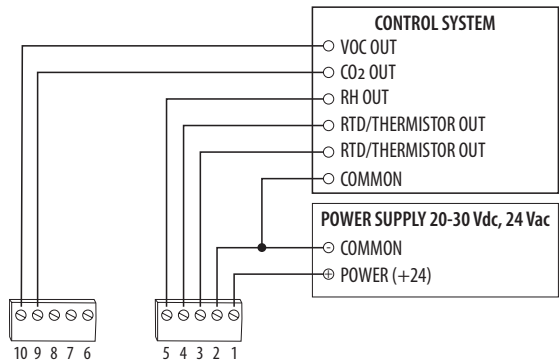 CONTROL SYSTEM
VOC OUT
CO2 OUT
RH OUT
RTD/THERMISTOR OUT
RTD/THERMISTOR OUT
COMMON
POWER SUPPLY 20-30 Vdc, 24 Vac
COMMON
POWER (+24)
10 9 8 7 6
5 4 3 2 1